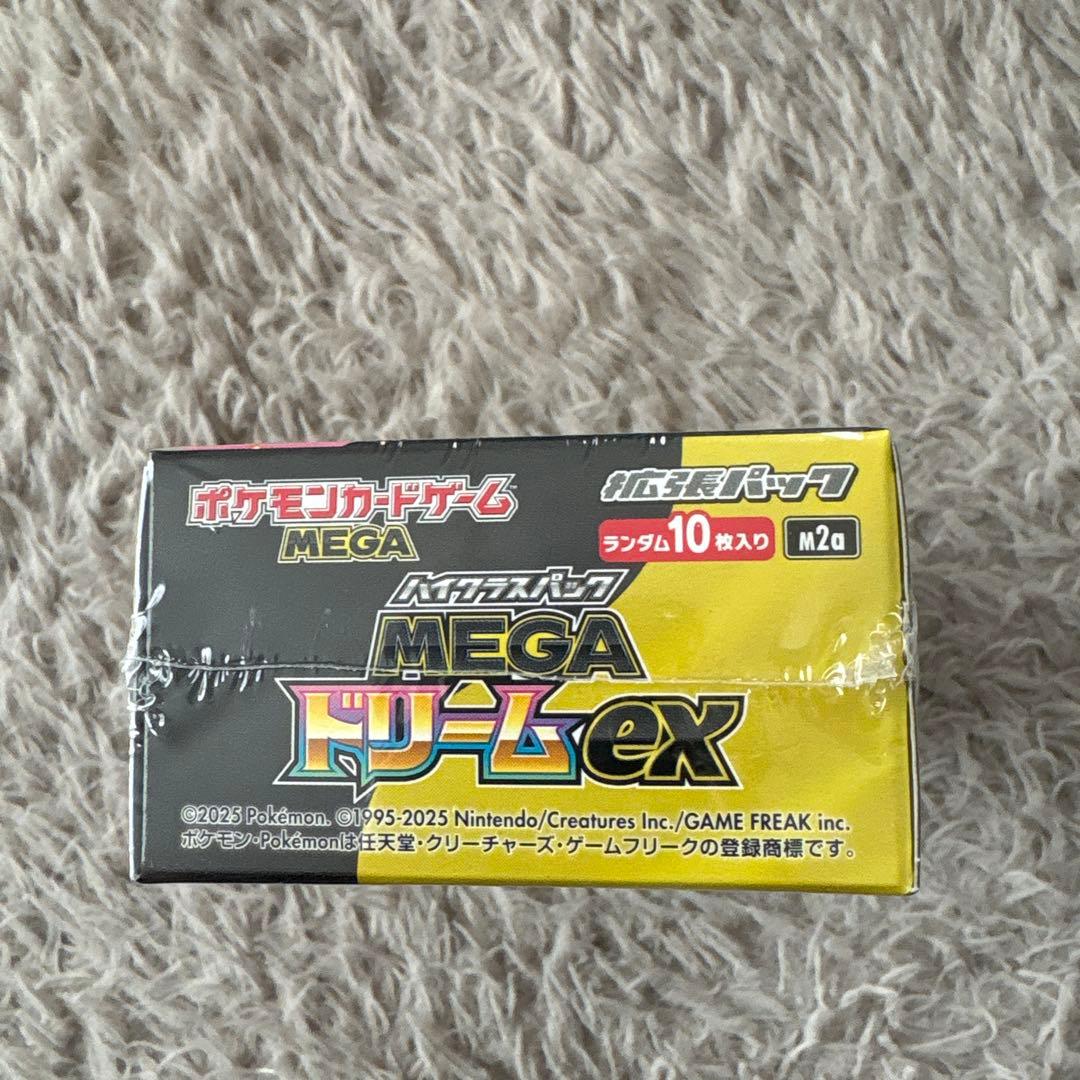 ポケモンカードゲーム
MEGA
拡張パック
ランダム10枚入り
M2a
ハイクラスパック
MEGA
ドリームex
©2025 Pokémon. ©1995-2025 Nintendo/Creatures Inc./GAME FREAK inc.
ポケモン・Pokémonは任天堂・クリーチャーズ・ゲームフリークの登録商標です。